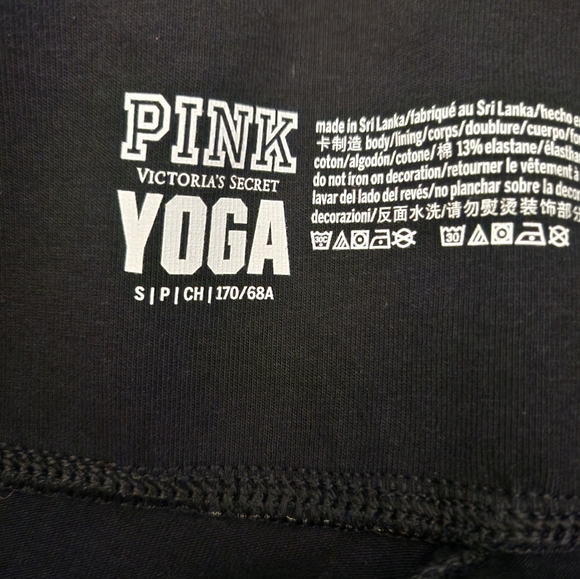 PINK
VICTORIA'S SECRET
YOGA
S | P | CH | 170/68A
made in Sri Lanka/fabriqué au Sri Lanka/hecho
卡制造 body/lining/corps/doublure/cuerpo/
coton/algodón/cotone/棉 13% elastane/
do not iron on decoration/retourner le vêtement à
lavar del lado del revés/no planchar sobre la
decorazioni/反面水洗/请勿熨烫装饰部
30C 30